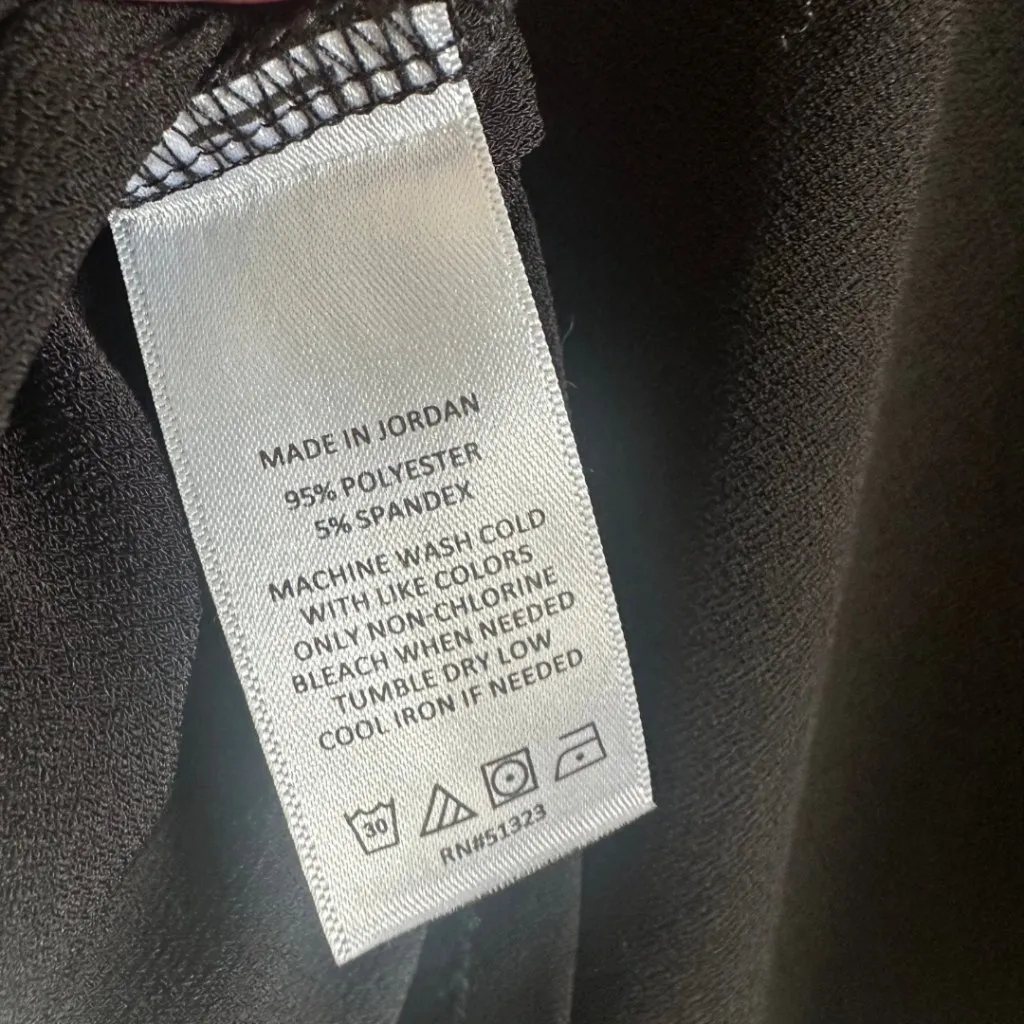 MADE IN JORDAN
95% POLYESTER
5% SPANDEX
MACHINE WASH COLD
WITH LIKE COLORS
ONLY NON-CHLORINE
BLEACH WHEN NEEDED
TUMBLE DRY LOW
COOL IRON IF NEEDED
30
RN#51323